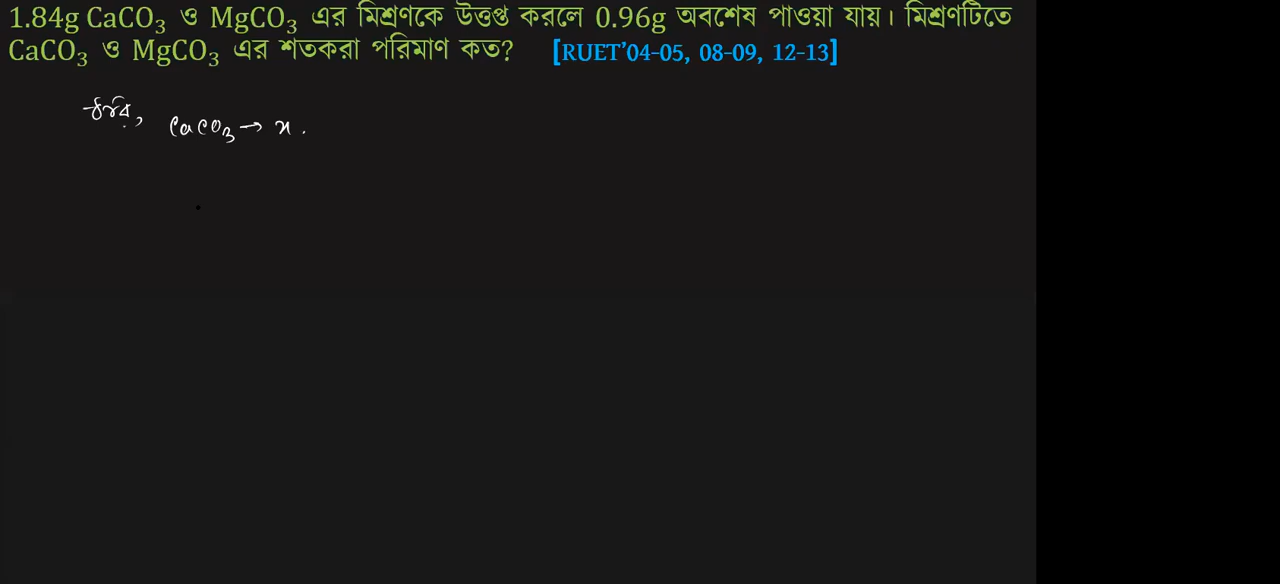 1.84g CaCO₃ ও MgCO₃ এর মিশ্রণকে উত্তপ্ত করলে 0.96g অবশেষ পাওয়া যায়। মিশ্রণটিতে
CaCO₃ ও MgCO₃ এর শতকরা পরিমাণ কত? [RUET’04-05, 08-09, 12-13]
ধরি, CaCO₃ → x .